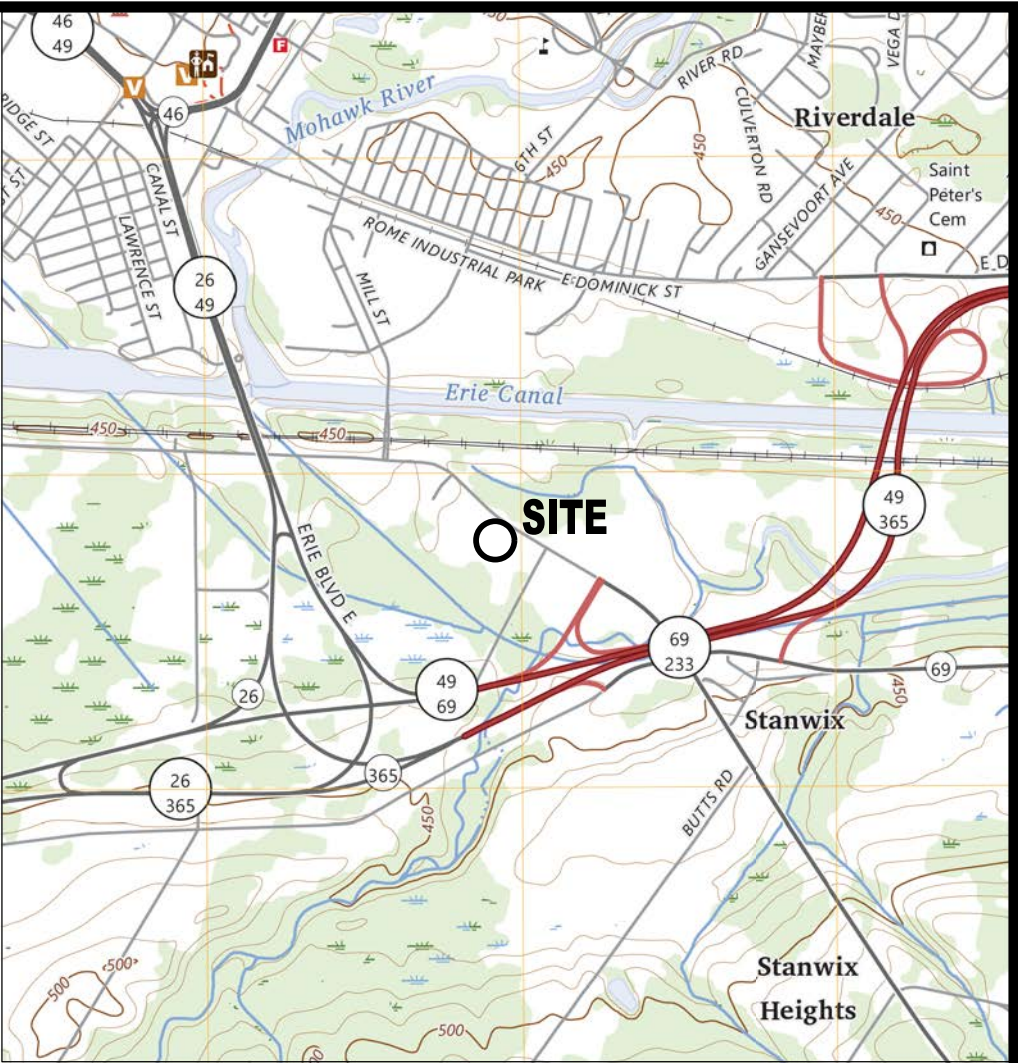 46
49
450
F
V
V
46
RIDGE ST
Mohawk River
RIVER RD
VEGA D
CULVERTON RD
Riverdale
6TH ST
450
450
Saint
Peter's
Cem
450
GANSEVOORT AVE
CANAL ST
LAWRENCE ST
ROME INDUSTRIAL PARK
E DOMINICK ST
E D
MILL ST
26
49
Erie Canal
450
450
SITE
49
365
ERIE BLVD E
69
233
69
49
69
26
450
Stanwix
365
26
365
450
BUTTS RD
Stanwix
Heights
500
500
500